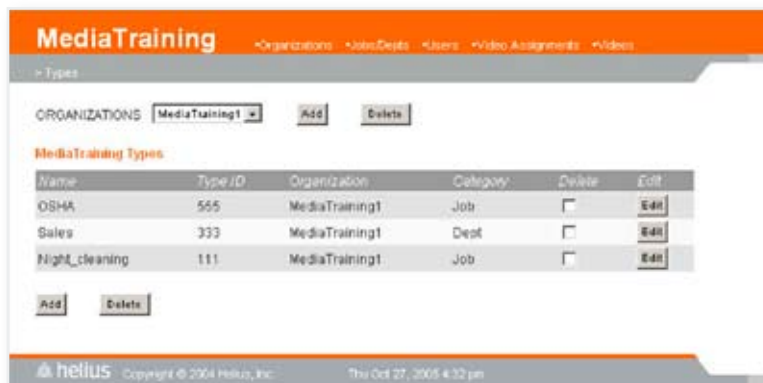 MediaTraining
•Organizations •Jobs/Depts •Users •Video Assignments •Videos
> Types
ORGANIZATIONS MediaTraining1 Add Delete
MediaTraining Types
Name Type ID Organization Category Delete Edit
OSHA 555 MediaTraining1 Job Edit
Sales 333 MediaTraining1 Dept Edit
Night_cleaning 111 MediaTraining1 Job Edit
Add Delete
helius Copyright © 2004 Helius, Inc. Thu Oct 27, 2005 4:32 pm